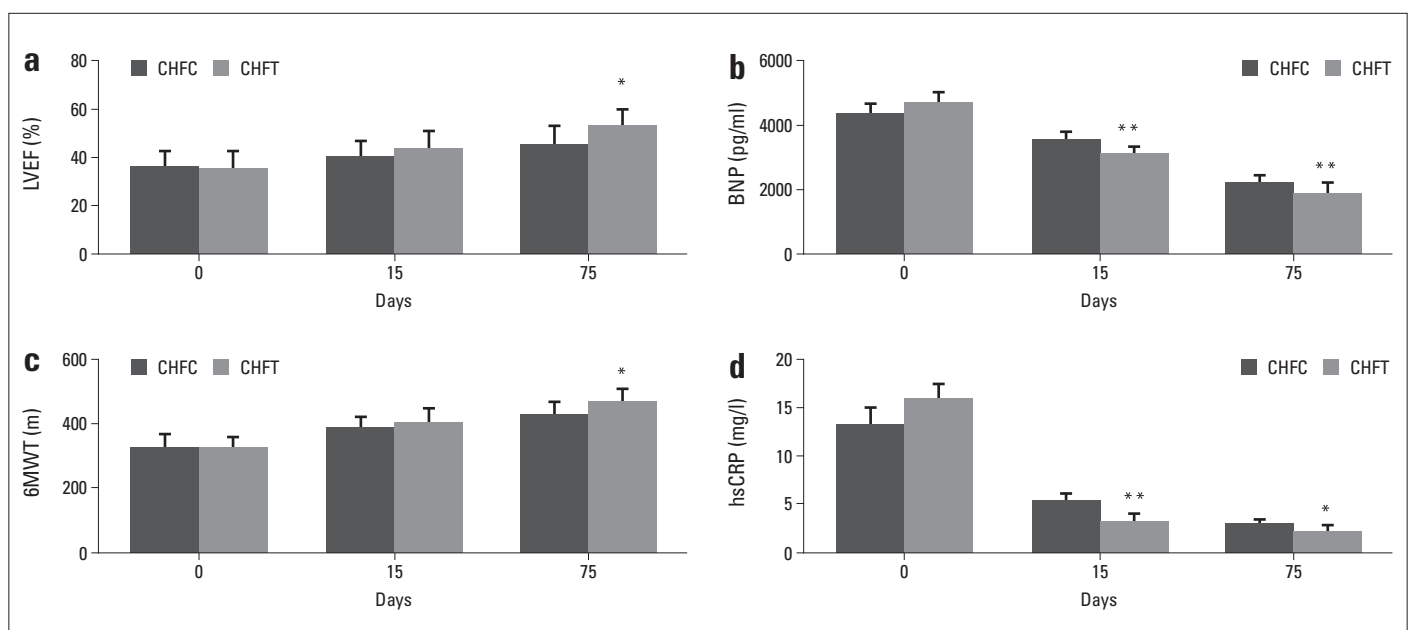 a
CHFC CHFT
LVEF (%)
80
60
40
20
0
*
0 15 75
Days
b
CHFC CHFT
BNP (pg/ml)
6000
4000
2000
0
**
**
0 15 75
Days
c
CHFC CHFT
6MWT (m)
600
400
200
0
*
0 15 75
Days
d
CHFC CHFT
hsCRP (mg/l)
20
15
10
5
0
**
*
0 15 75
Days